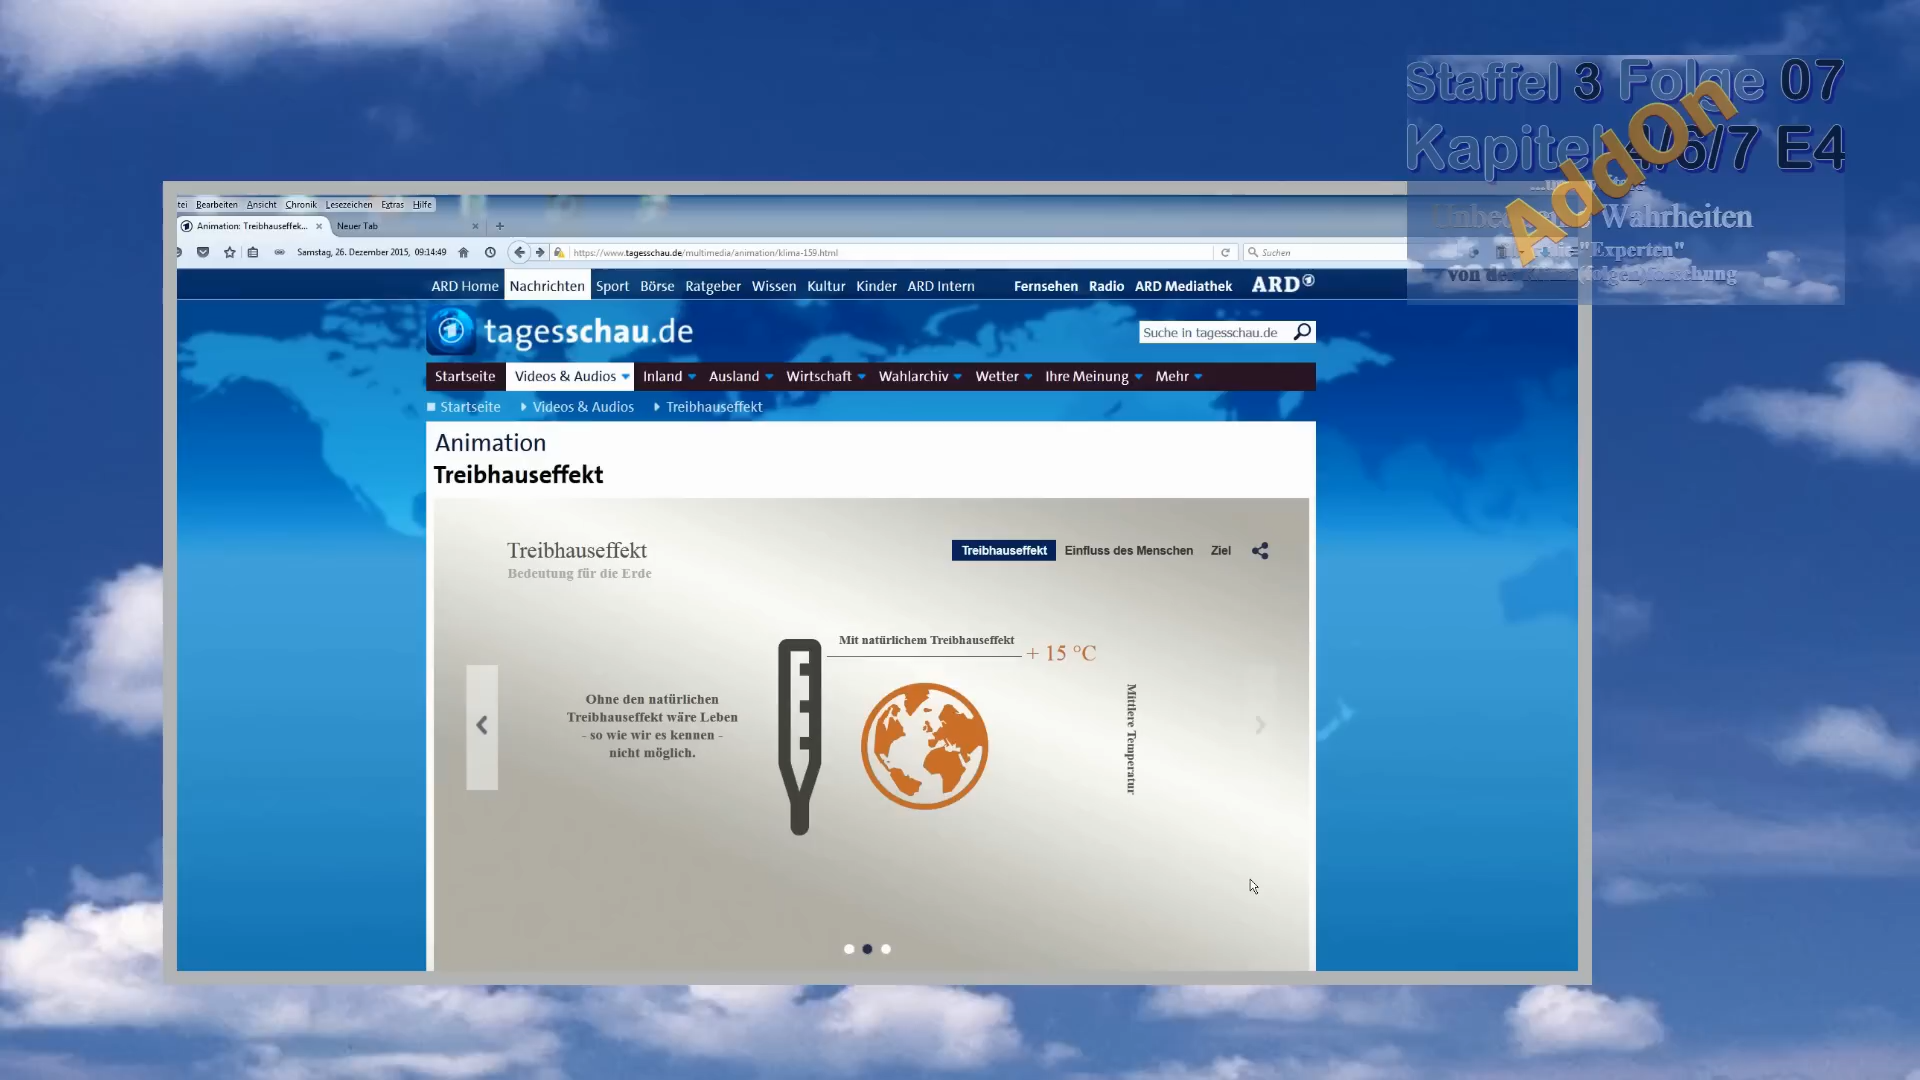 Staffel 3 Folge 07
Kapitel 4/6/7 E4
AddOn
Wahrheiten
"Experten"
Bearbeiten Ansicht Chronik Lesezeichen Extras Hilfe
Animation: Treibhauseffek... × Neuer Tab × +
Samstag, 26. Dezember 2015, 09:14:49 https://www.tagesschau.de/multimedia/animation/klima-159.html Suchen
ARD Home Nachrichten Sport Börse Ratgeber Wissen Kultur Kinder ARD Intern Fernsehen Radio ARD Mediathek ARD
tagesschau.de Suche in tagesschau.de
Startseite Videos & Audios Inland Ausland Wirtschaft Wahlarchiv Wetter Ihre Meinung Mehr
Startseite Videos & Audios Treibhauseffekt
Animation
Treibhauseffekt
Treibhauseffekt Treibhauseffekt Einfluss des Menschen Ziel
Bedeutung für die Erde
Mit natürlichem Treibhauseffekt
+ 15 °C
Ohne den natürlichen
Treibhauseffekt wäre Leben
- so wie wir es kennen -
nicht möglich.
Mittlere Temperatur